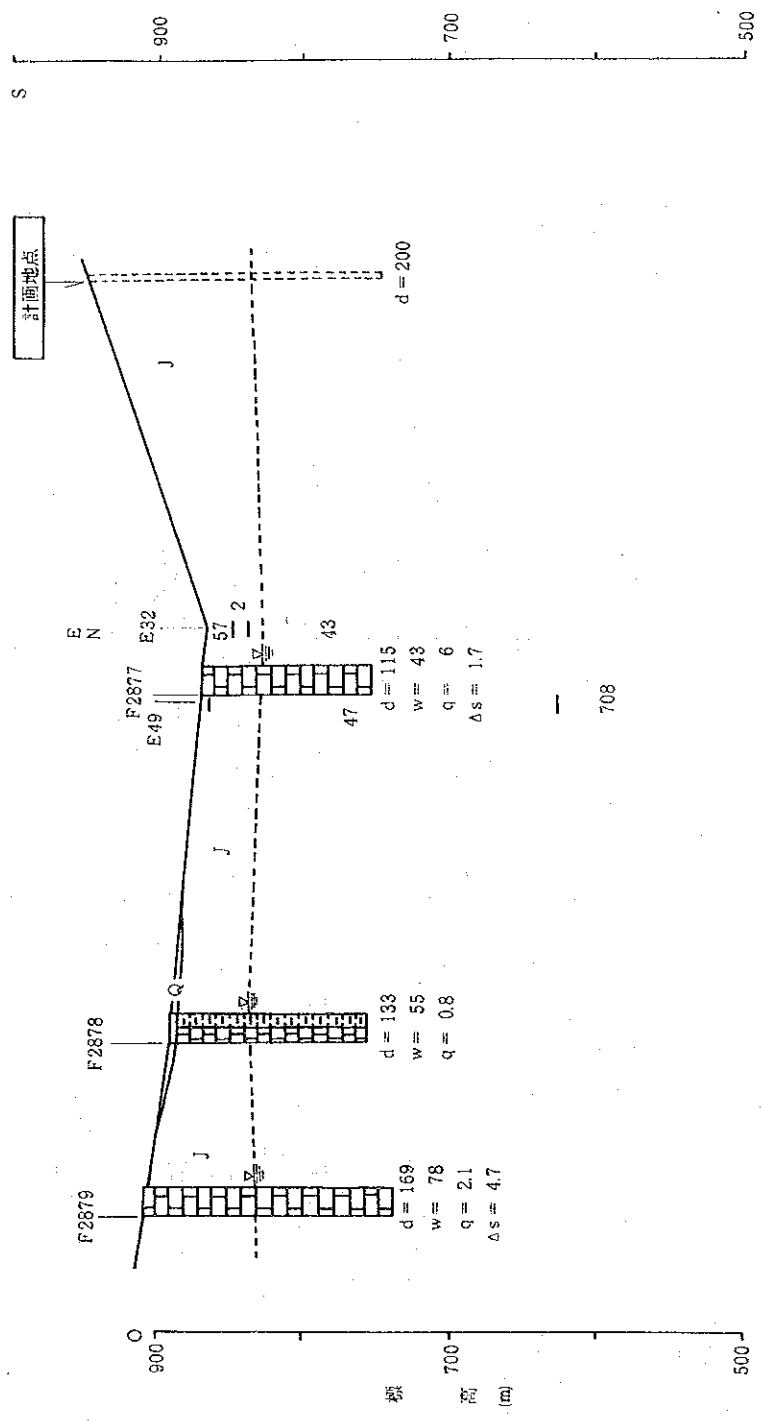 O
S
900
700
500
標
高
(m)
900
700
500
計画地点
d = 200
J
J
J
Q
F2879
d = 169
w = 78
q = 2.1
Δs = 4.7
F2878
d = 133
w = 55
q = 0.8
E49
F2877
47
d = 115
w = 43
q = 6
Δs = 1.7
708
E
N
E32
57
2
43